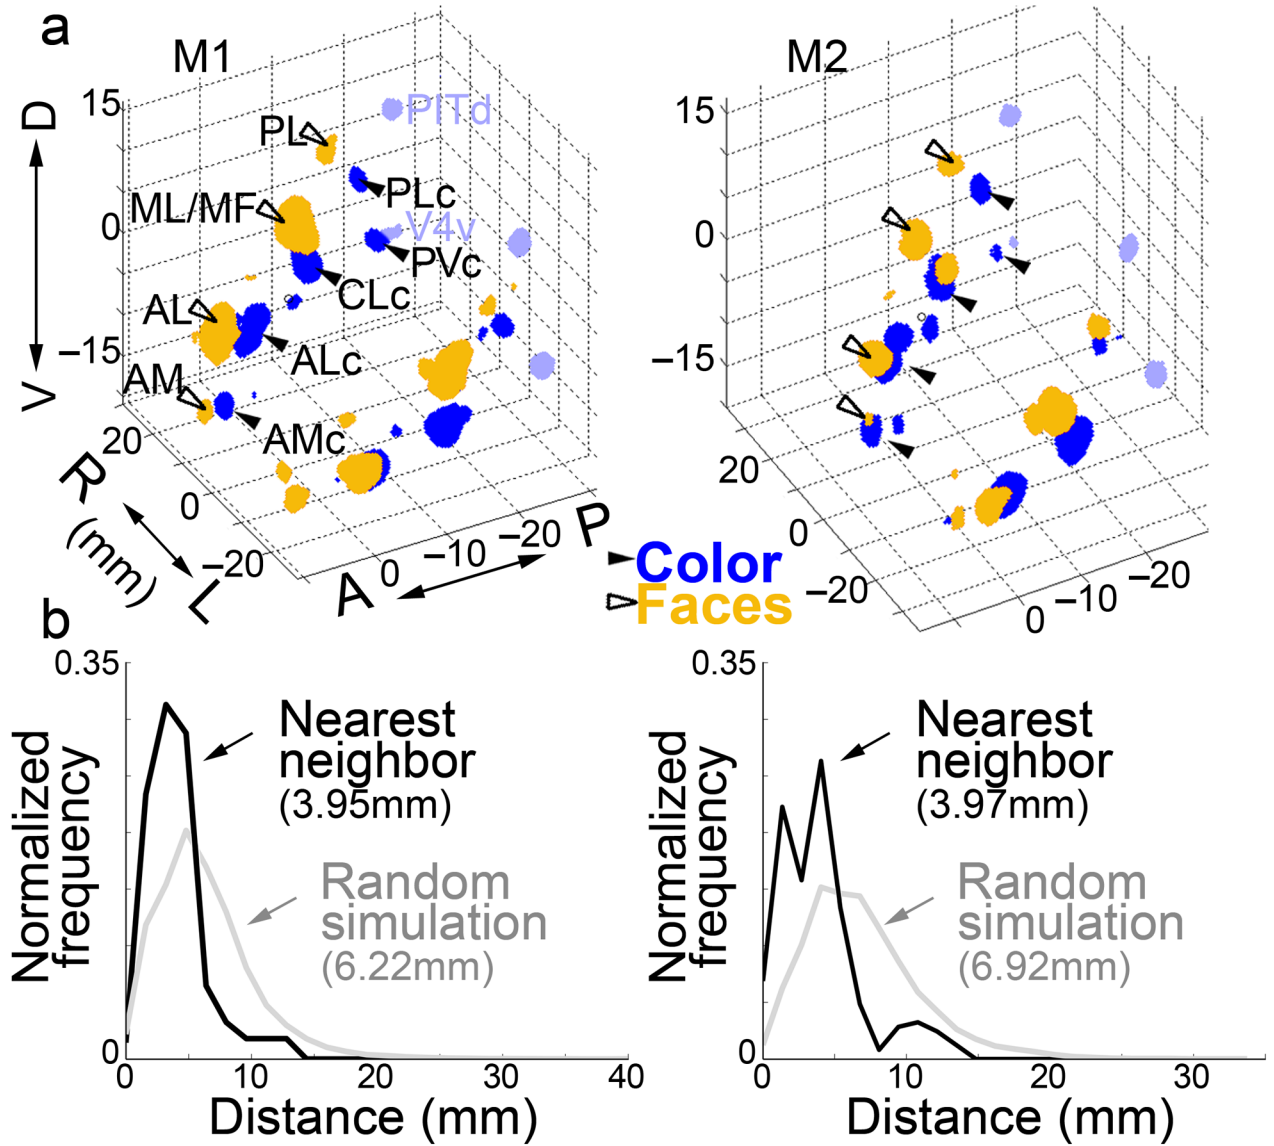 a
M1
M2
15
0
−15
D
V
PL
PITd
PLc
ML/MF
V4v
PVc
CLc
AL
ALc
AM
AMc
20
0
−20
R
(mm)
L
A
0
−10
−20
P
15
0
−15
20
0
−20
0
−10
−20
Color
Faces
b
0.35
0
Normalized
frequency
Nearest
neighbor
(3.95mm)
Random
simulation
(6.22mm)
0
10
20
30
40
Distance (mm)
0.35
0
Normalized
frequency
Nearest
neighbor
(3.97mm)
Random
simulation
(6.92mm)
0
10
20
30
Distance (mm)